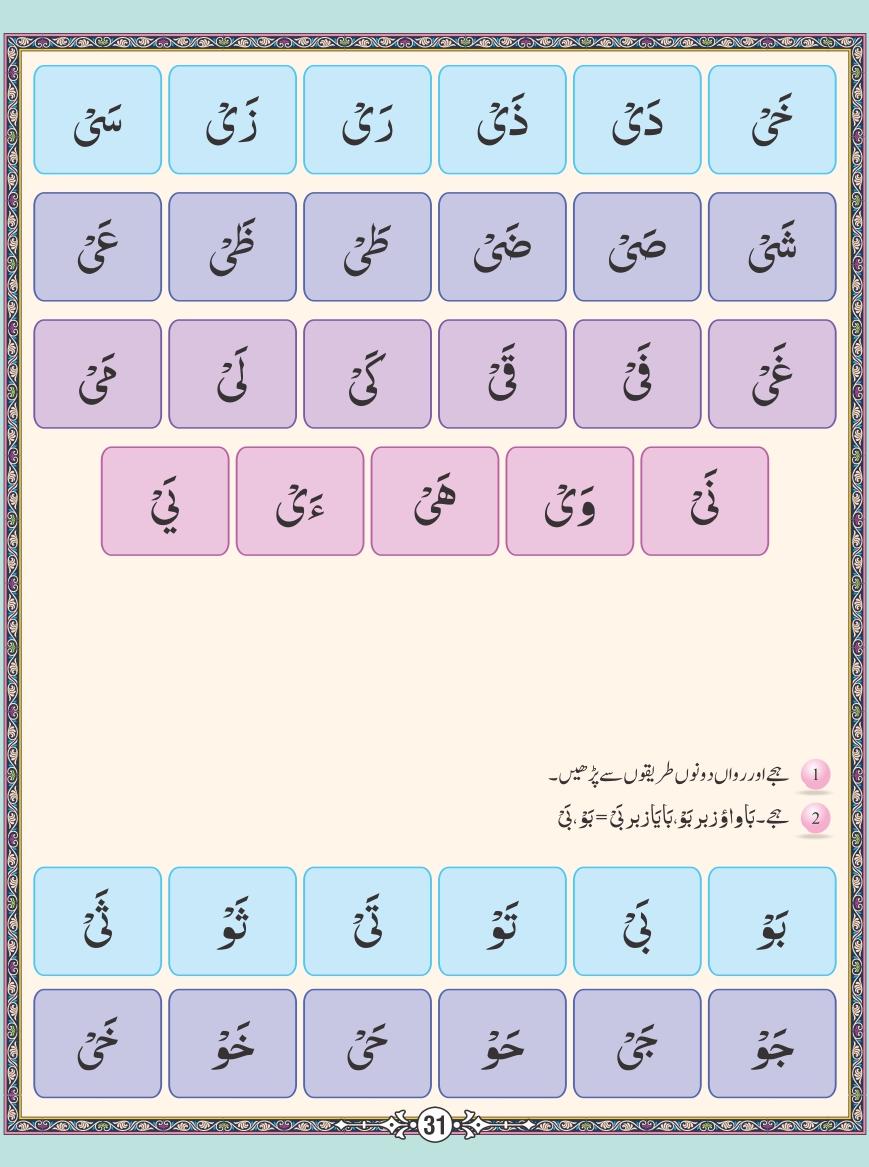 خَیْ دَیْ ذَیْ رَیْ زَیْ سَیْ
شَیْ صَیْ ضَیْ طَیْ ظَیْ عَیْ
غَیْ فَیْ قَیْ کَیْ لَیْ مَیْ
نَیْ وَیْ هَیْ ءَیْ يَيْ
1 ہجے اور رواں دونوں طریقوں سے پڑھیں۔
2 ہجے۔ بَا واؤ زبر بَوْ، بَا یَا زبر بَیْ = بَوْ، بَیْ
بَوْ بَیْ تَوْ تَیْ ثَوْ ثَیْ
جَوْ جَیْ حَوْ حَیْ خَوْ خَیْ
31